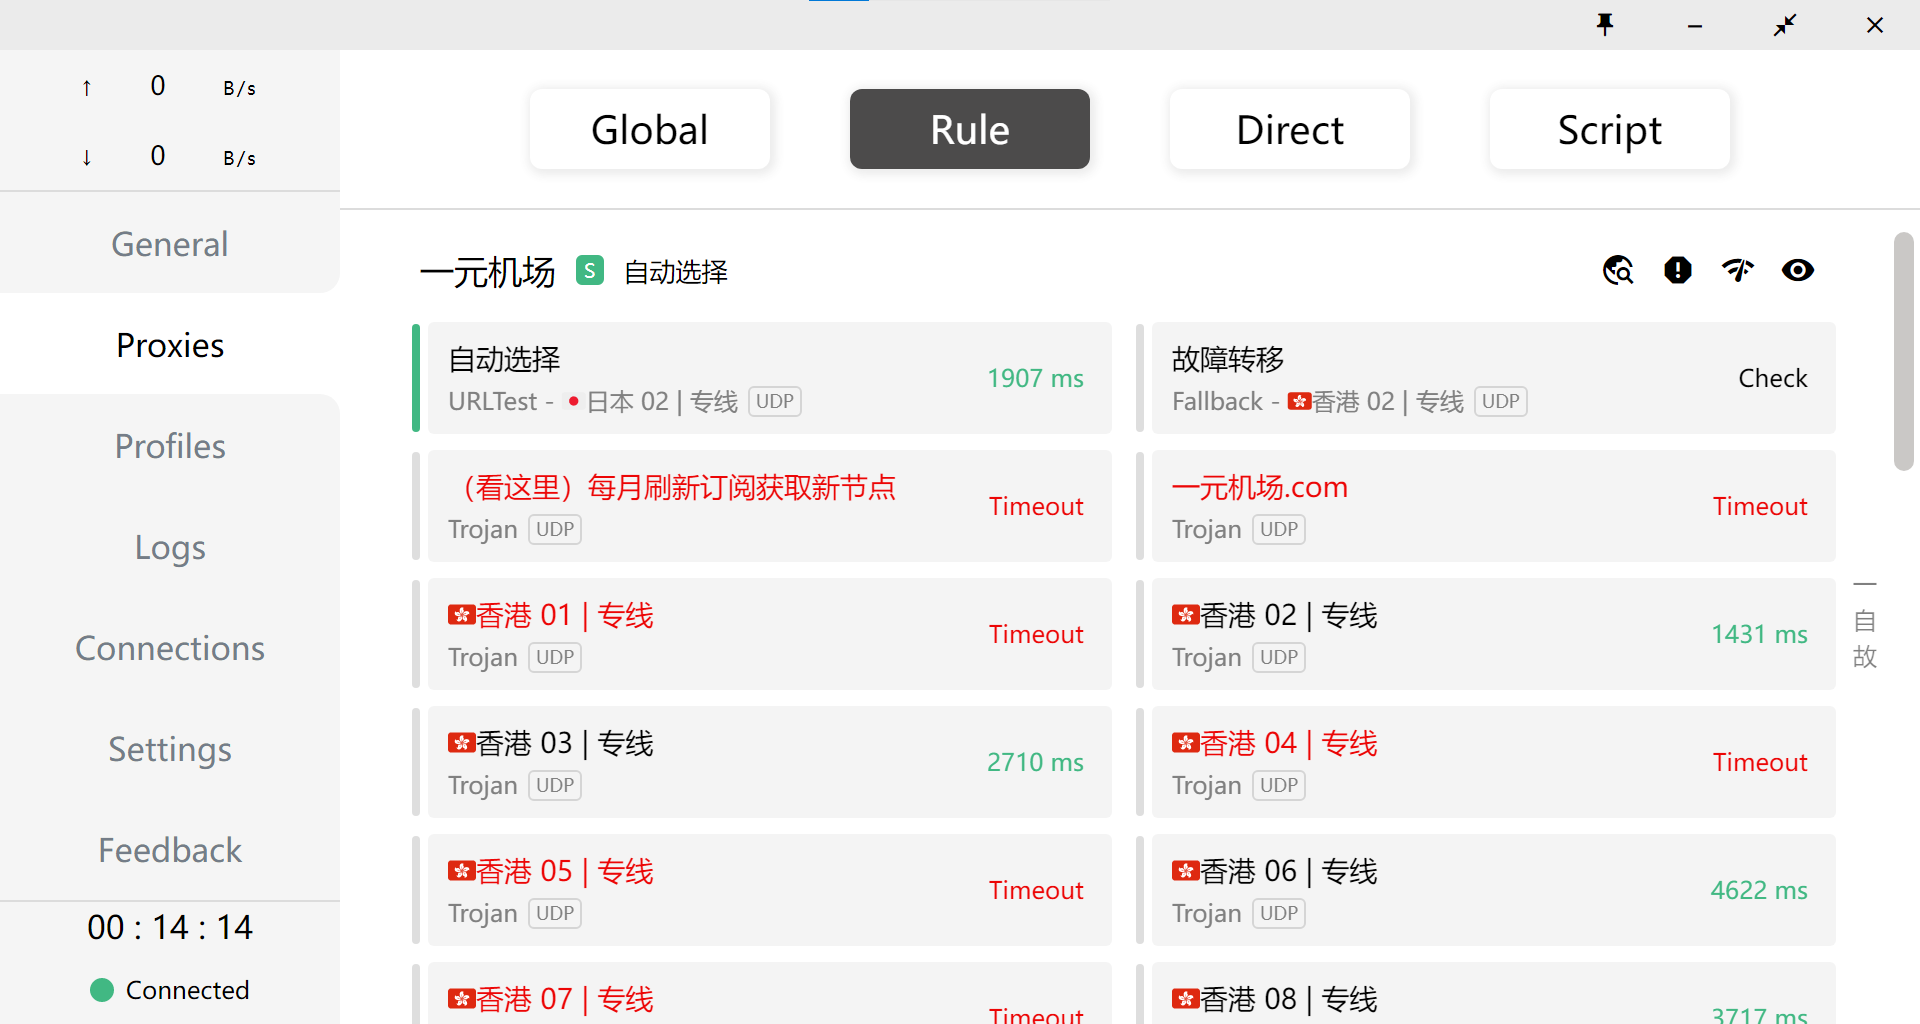 ↑ 0 B/s
↓ 0 B/s
General
Proxies
Profiles
Logs
Connections
Settings
Feedback
00 : 14 : 14
Connected
Global
Rule
Direct
Script
一元机场 S 自动选择
自动选择
URLTest - 🇯🇵日本 02 | 专线 UDP
1907 ms
故障转移
Fallback - 🇭🇰香港 02 | 专线 UDP
Check
（看这里）每月刷新订阅获取新节点
Trojan UDP
Timeout
一元机场.com
Trojan UDP
Timeout
🇭🇰香港 01 | 专线
Trojan UDP
Timeout
🇭🇰香港 02 | 专线
Trojan UDP
1431 ms
🇭🇰香港 03 | 专线
Trojan UDP
2710 ms
🇭🇰香港 04 | 专线
Trojan UDP
Timeout
🇭🇰香港 05 | 专线
Trojan UDP
Timeout
🇭🇰香港 06 | 专线
Trojan UDP
4622 ms
🇭🇰香港 07 | 专线
Timeout
🇭🇰香港 08 | 专线
3717 ms
一
自
故